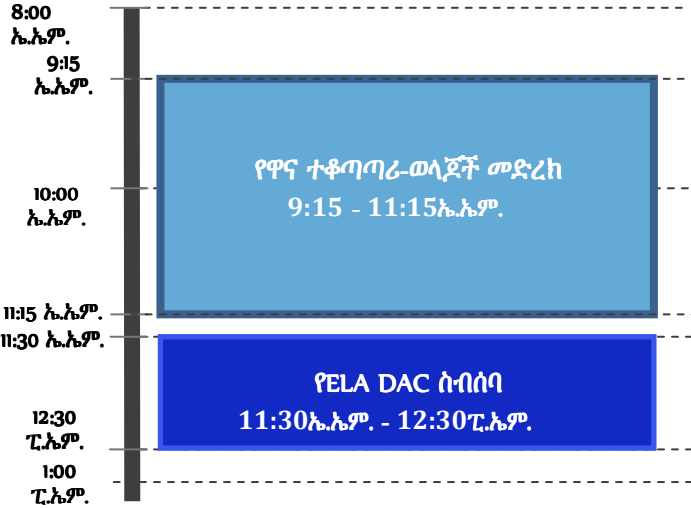 8:00
ኤ.ኤም.
9:15
ኤ.ኤም.
የዋና ተቆጣጣሪ-ወላጆች መድረክ
10:00
ኤ.ኤም.
9:15 - 11:15ኤ.ኤም.
11:15 ኤ.ኤም.
11:30 ኤ.ኤም.
የELA DAC ስብሰባ
12:30
ፒ.ኤም.
11:30ኤ.ኤም. - 12:30ፒ.ኤም.
1:00
ፒ.ኤም.